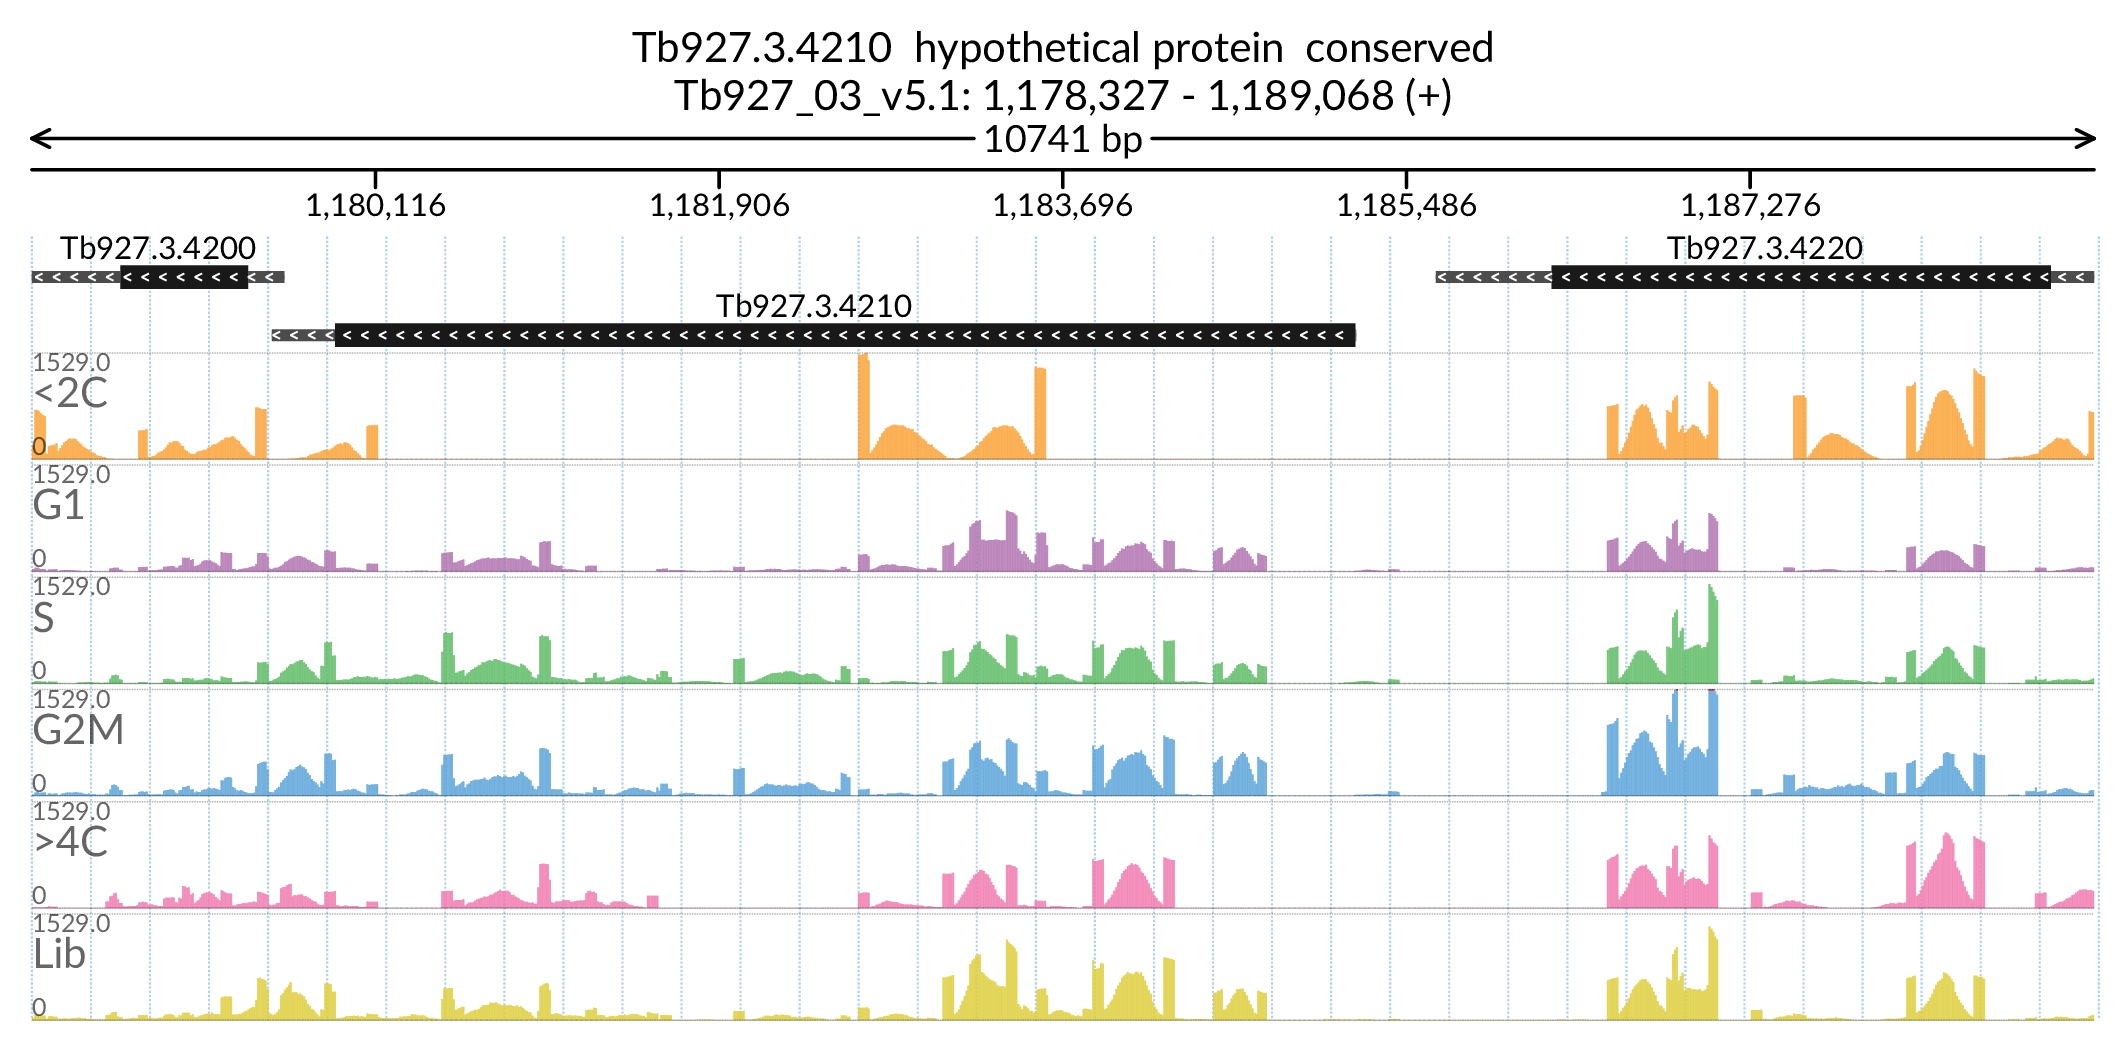 Tb927.3.4210  hypothetical protein  conserved
Tb927_03_v5.1: 1,178,327 - 1,189,068 (+)
10741 bp
1,180,116 1,181,906 1,183,696 1,185,486 1,187,276
Tb927.3.4200 Tb927.3.4220
Tb927.3.4210
1529.0
<2C
0
1529.0
G1
0
1529.0
S
0
1529.0
G2M
0
1529.0
>4C
0
1529.0
Lib
0